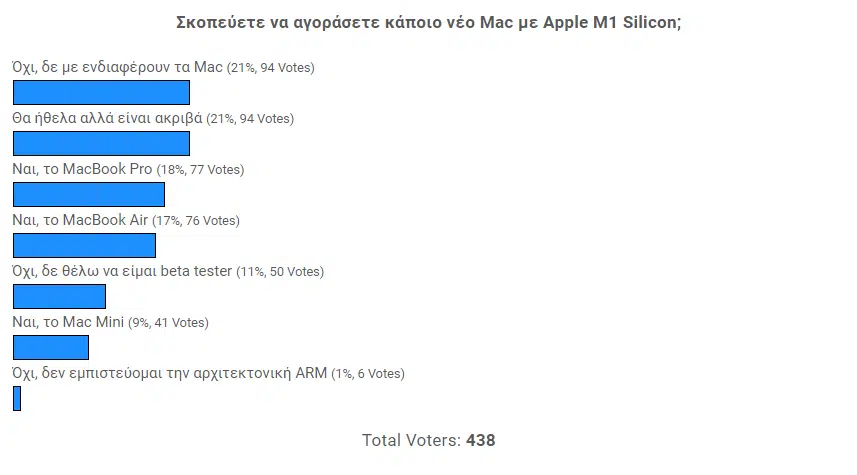 Σκοπεύετε να αγοράσετε κάποιο νέο Mac με Apple M1 Silicon;
Όχι, δε με ενδιαφέρουν τα Mac (21%, 94 Votes)
Θα ήθελα αλλά είναι ακριβά (21%, 94 Votes)
Ναι, το MacBook Pro (18%, 77 Votes)
Ναι, το MacBook Air (17%, 76 Votes)
Όχι, δε θέλω να είμαι beta tester (11%, 50 Votes)
Ναι, το Mac Mini (9%, 41 Votes)
Όχι, δεν εμπιστεύομαι την αρχιτεκτονική ARM (1%, 6 Votes)
Total Voters: 438